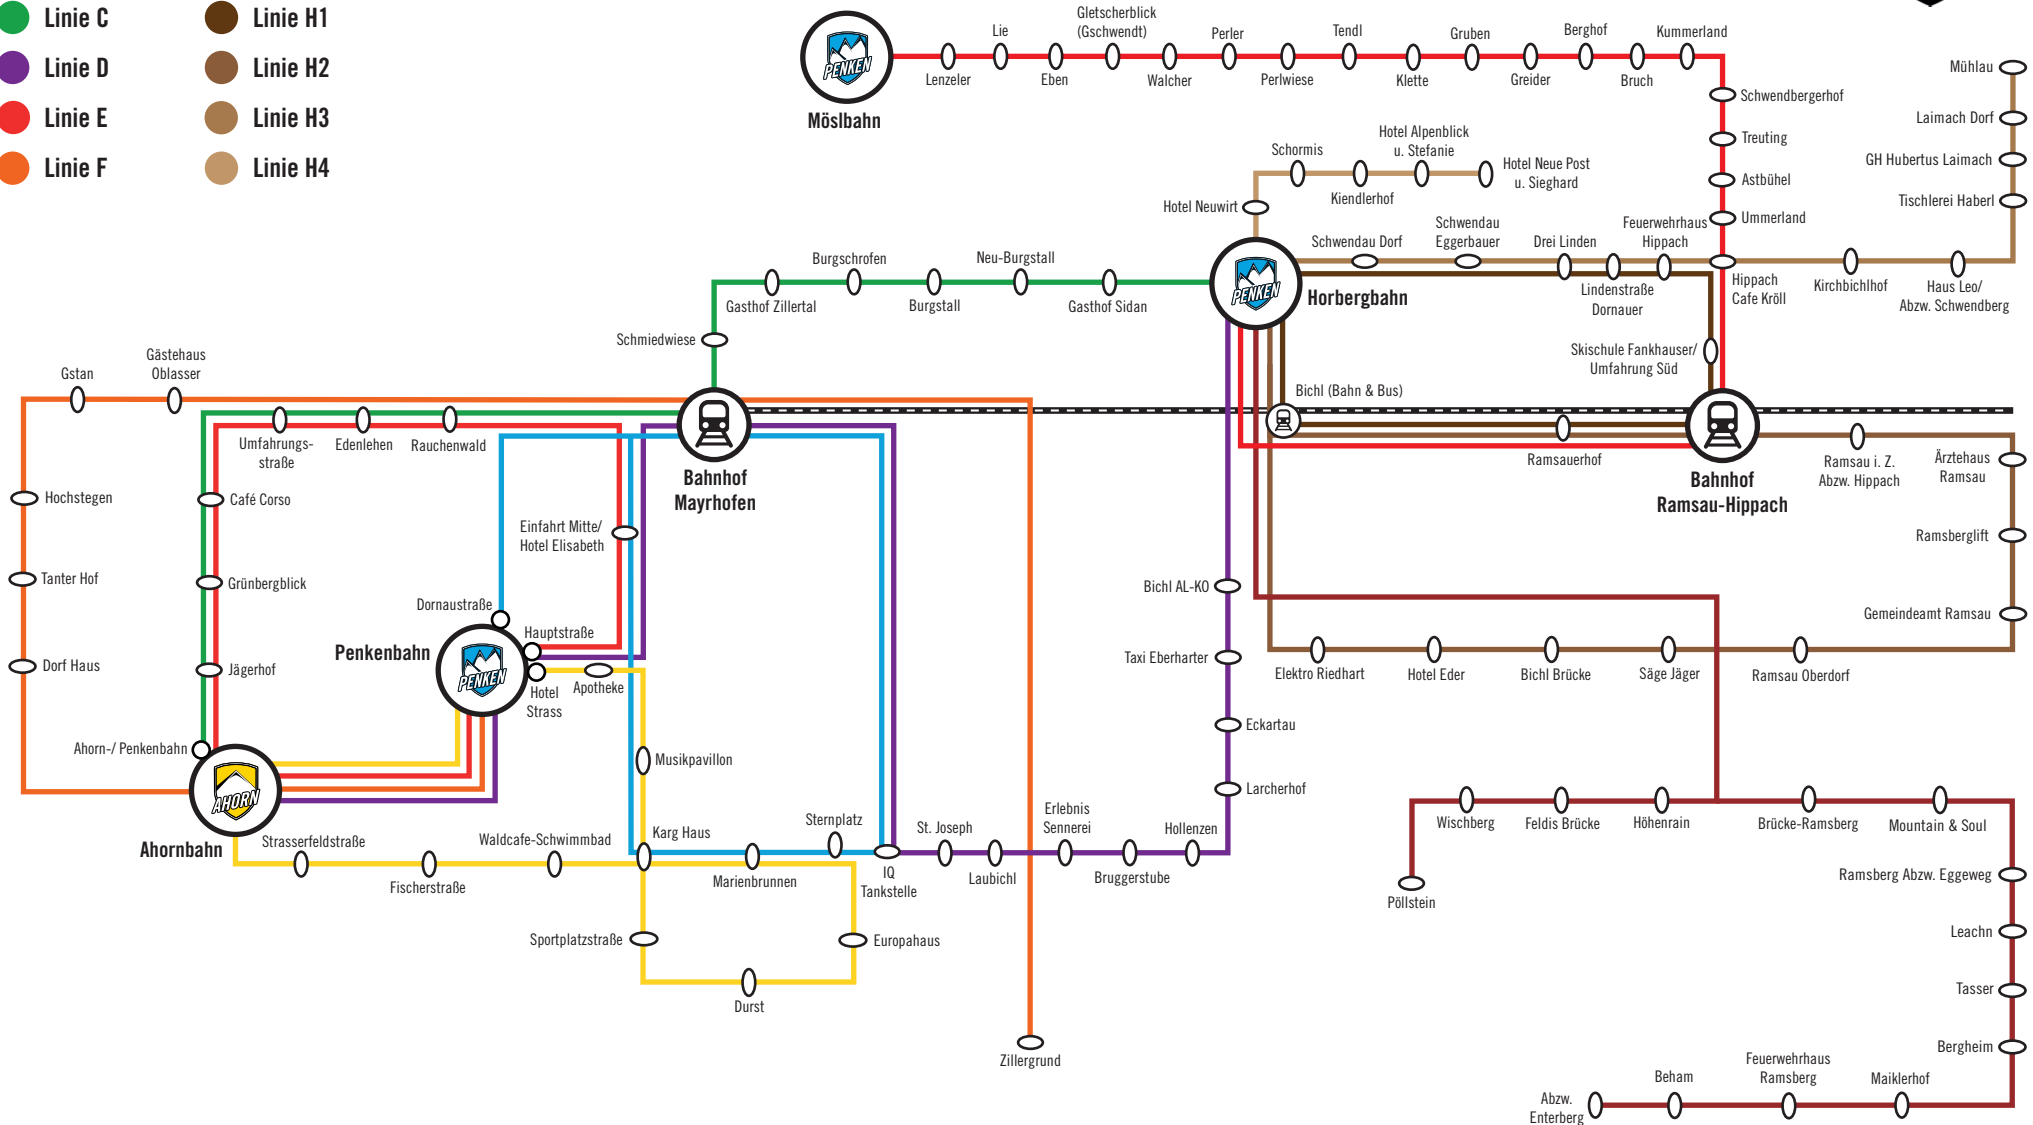 Linie C
Linie H1
Linie D
Linie H2
Linie E
Linie H3
Linie F
Linie H4
PENKEN
Möslbahn
Lenzeler
Lie
Eben
Gletscherblick
(Gschwendt)
Walcher
Perler
Perlwiese
Tendl
Klette
Gruben
Greider
Berghof
Bruch
Kummerland
Schwendbergerhof
Treuting
Astbühel
Ummerland
Mühlau
Laimach Dorf
GH Hubertus Laimach
Tischlerei Haberl
Schormis
Kiendlerhof
Hotel Alpenblick
u. Stefanie
Hotel Neue Post
u. Sieghard
Hotel Neuwirt
Schwendau Dorf
Schwendau
Eggerbauer
Drei Linden
Feuerwehrhaus
Hippach
Lindenstraße
Dornauer
Hippach
Cafe Kröll
Kirchbichlhof
Haus Leo/
Abzw. Schwendberg
PENKEN
Horbergbahn
Skischule Fankhauser/
Umfahrung Süd
Burgschrofen
Neu-Burgstall
Gasthof Zillertal
Burgstall
Gasthof Sidan
Schmiedwiese
Gstan
Gästehaus
Oblasser
Umfahrungs-
straße
Edenlehen
Rauchenwald
Bahnhof
Mayrhofen
Bichl (Bahn & Bus)
Ramsauerhof
Bahnhof
Ramsau-Hippach
Ramsau i. Z.
Abzw. Hippach
Ärztehaus
Ramsau
Ramsberglift
Gemeindeamt Ramsau
Hochstegen
Café Corso
Einfahrt Mitte/
Hotel Elisabeth
Tanter Hof
Grünbergblick
Dornaustraße
Hauptstraße
Penkenbahn
PENKEN
Hotel
Strass
Apotheke
Dorf Haus
Jägerhof
Bichl AL-KO
Taxi Eberharter
Eckartau
Larcherhof
Elektro Riedhart
Hotel Eder
Bichl Brücke
Säge Jäger
Ramsau Oberdorf
Ahorn-/ Penkenbahn
AHORN
Ahornbahn
Musikpavillon
Strasserfeldstraße
Fischerstraße
Waldcafe-Schwimmbad
Karg Haus
Marienbrunnen
Sternplatz
IQ
Tankstelle
St. Joseph
Laubichl
Erlebnis
Sennerei
Bruggerstube
Hollenzen
Sportplatzstraße
Europahaus
Durst
Zillergrund
Wischberg
Feldis Brücke
Höhenrain
Brücke-Ramsberg
Mountain & Soul
Pöllstein
Ramsberg Abzw. Eggeweg
Leachn
Tasser
Bergheim
Abzw.
Enterberg
Beham
Feuerwehrhaus
Ramsberg
Maiklerhof